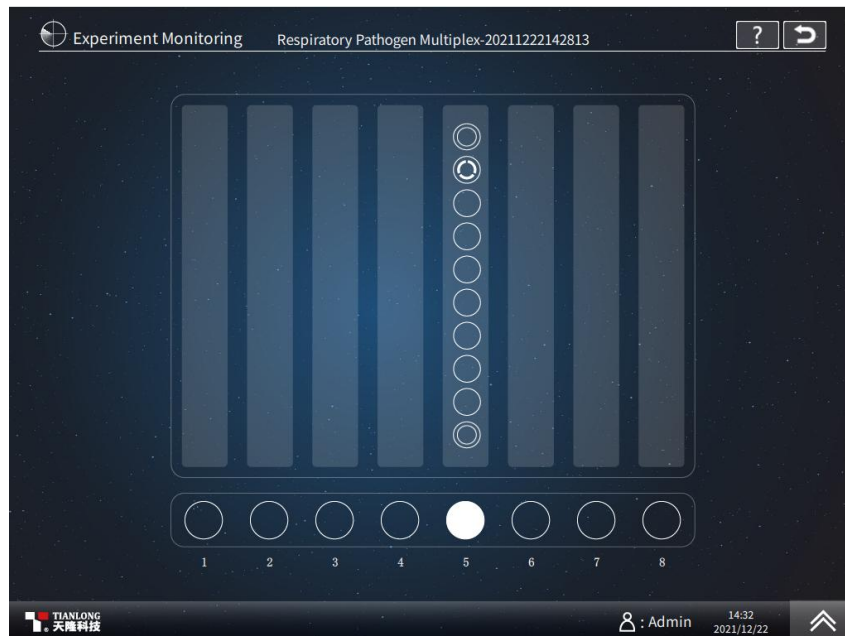 Experiment Monitoring
Respiratory Pathogen Multiplex-20211222142813
?
1 2 3 4 5 6 7 8
TIANLONG
天隆科技
: Admin
14:32
2021/12/22